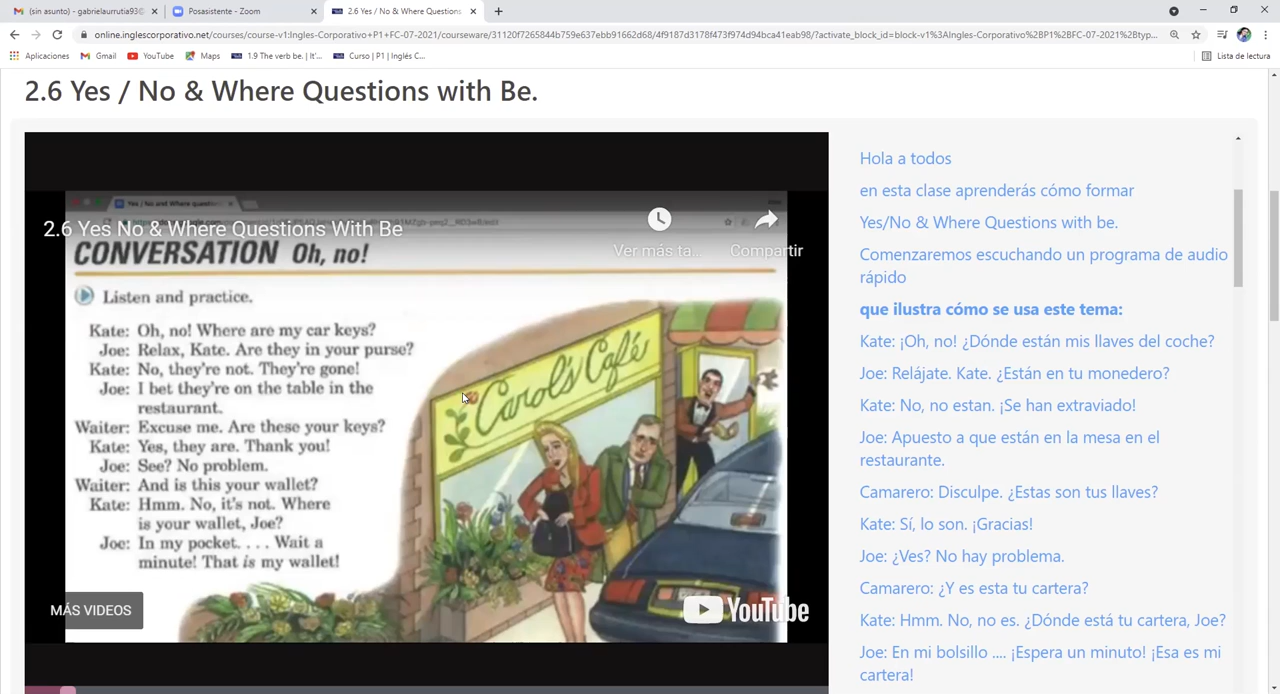 (sin asunto) - gabrielaurrutia93@
Posasistente - Zoom
2.6 Yes / No & Where Questions
online.inglescorporativo.net/courses/course-v1:Ingles-Corporativo+P1+FC-07-2021/courseware/31120f7265844b759e637ebb91662d68/4f9187d3178f473f974d94bca41eab98/?activate_block_id=block-v1%3AIngles-Corporativo%2BP1%2BFC-07-2021%2Btyp...
Aplicaciones
Gmail
YouTube
Maps
1.9 The verb be. | It'...
Curso | P1 | Inglés C...
Lista de lectura
2.6 Yes / No & Where Questions with Be.
2.6 Yes No & Where Questions With Be
Ver más ta...
Compartir
CONVERSATION Oh, no!
Listen and practice.
Kate: Oh, no! Where are my car keys?
Joe: Relax, Kate. Are they in your purse?
Kate: No, they're not. They're gone!
Joe: I bet they're on the table in the
restaurant.
Waiter: Excuse me. Are these your keys?
Kate: Yes, they are. Thank you!
Joe: See? No problem.
Waiter: And is this your wallet?
Kate: Hmm. No, it's not. Where
is your wallet, Joe?
Joe: In my pocket. . . . Wait a
minute! That is my wallet!
Carol's Café
MÁS VIDEOS
YouTube
Hola a todos
en esta clase aprenderás cómo formar
Yes/No & Where Questions with be.
Comenzaremos escuchando un programa de audio
rápido
que ilustra cómo se usa este tema:
Kate: ¡Oh, no! ¿Dónde están mis llaves del coche?
Joe: Relájate. Kate. ¿Están en tu monedero?
Kate: No, no estan. ¡Se han extraviado!
Joe: Apuesto a que están en la mesa en el
restaurante.
Camarero: Disculpe. ¿Estas son tus llaves?
Kate: Sí, lo son. ¡Gracias!
Joe: ¿Ves? No hay problema.
Camarero: ¿Y es esta tu cartera?
Kate: Hmm. No, no es. ¿Dónde está tu cartera, Joe?
Joe: En mi bolsillo .... ¡Espera un minuto! ¡Esa es mi
cartera!